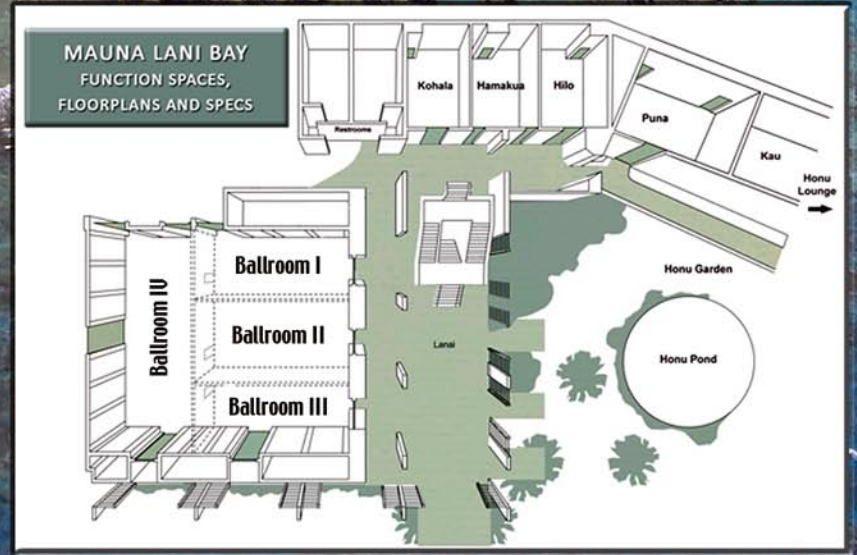 MAUNA LANI BAY
FUNCTION SPACES,
FLOORPLANS AND SPECS
Restrooms
Kohala
Hamakua
Hilo
Puna
Kau
Honu
Lounge
Ballroom IV
Ballroom I
Ballroom II
Ballroom III
Lanai
Honu Garden
Honu Pond